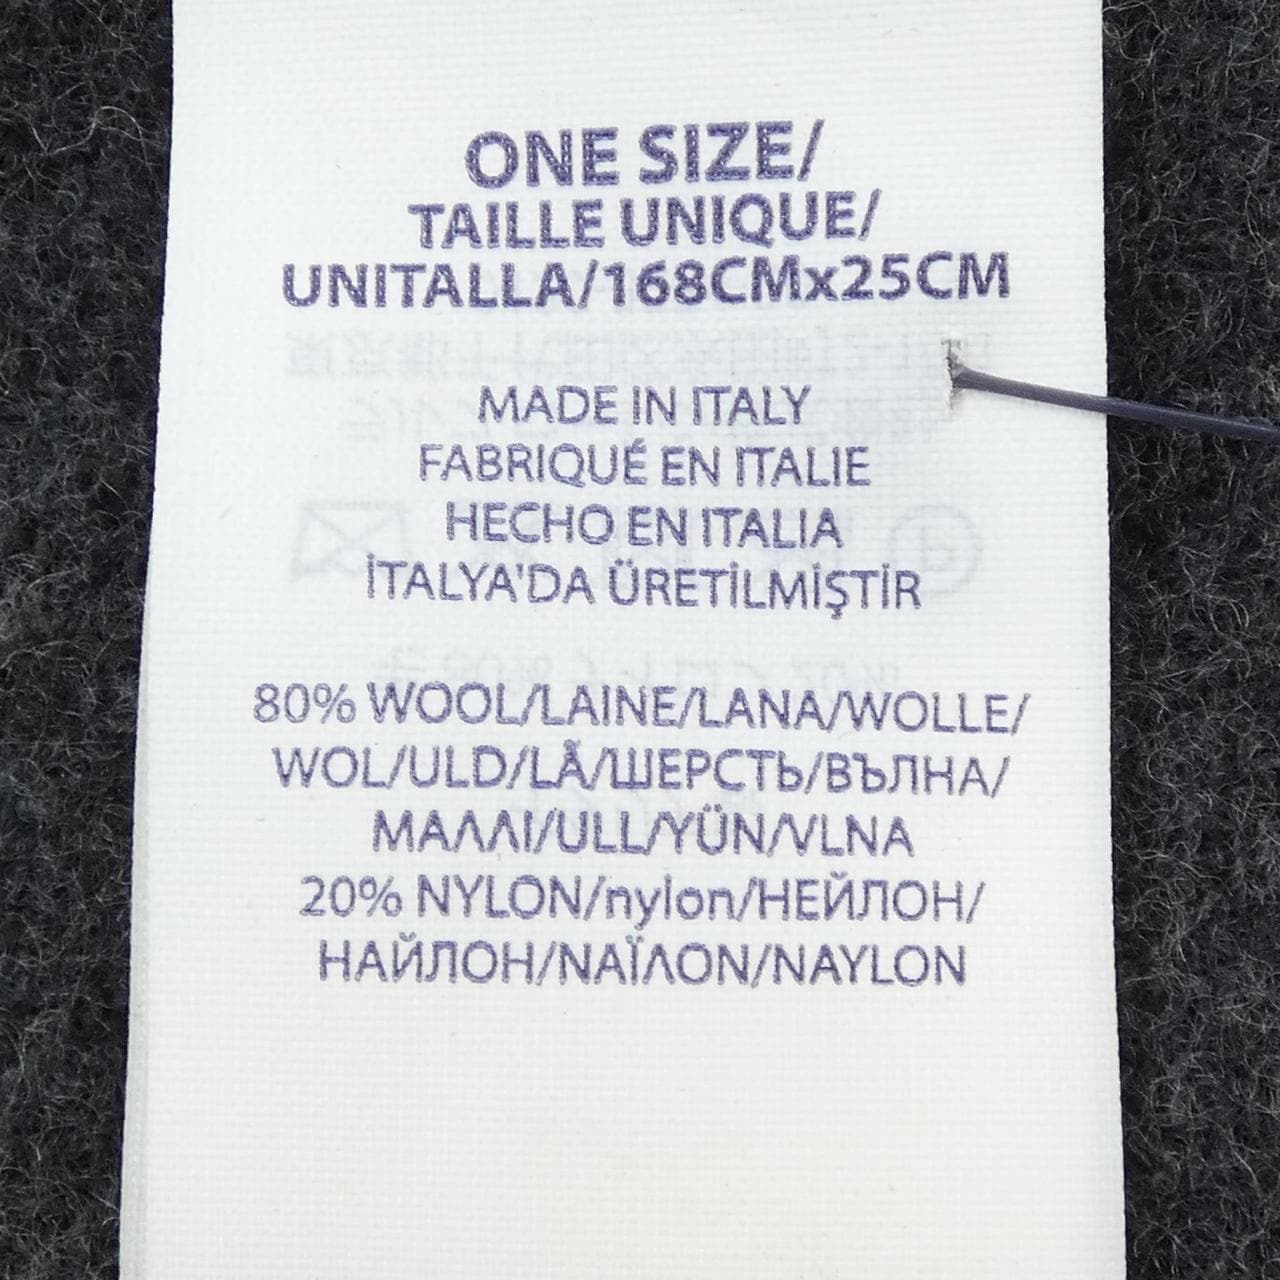 ONE SIZE/
TAILLE UNIQUE/
UNITALLA/168CMx25CM
MADE IN ITALY
FABRIQUÉ EN ITALIE
HECHO EN ITALIA
İTALYA'DA ÜRETİLMİŞTİR
80% WOOL/LAINE/LANA/WOLLE/
WOL/ULD/LÃ/ШЕРСТЬ/ВЪЛНА/
ΜΑΛΛΙ/ULL/YÜN/VLNA
20% NYLON/nylon/НЕЙЛОН/
НАЙЛОН/ΝΑΪΛΟΝ/NAYLON